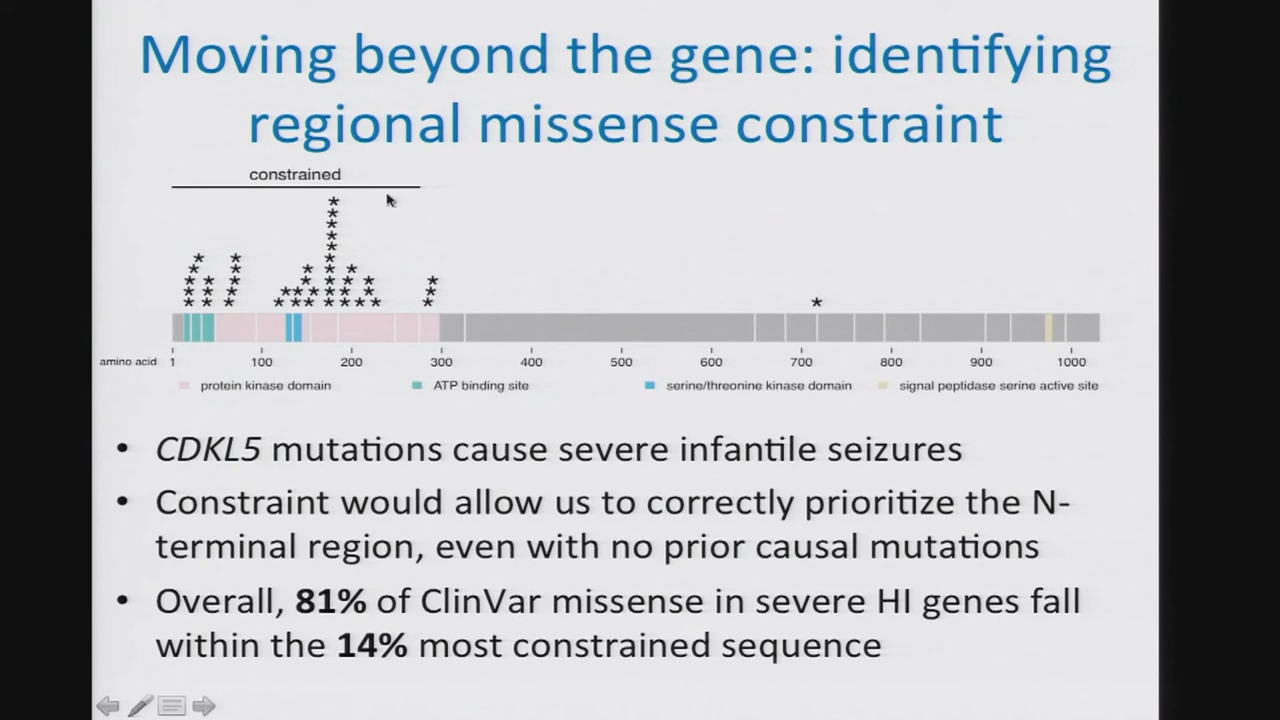 Moving beyond the gene: identifying
regional missense constraint
constrained
amino acid 1 100 200 300 400 500 600 700 800 900 1000
protein kinase domain ATP binding site serine/threonine kinase domain signal peptidase serine active site
• CDKL5 mutations cause severe infantile seizures
• Constraint would allow us to correctly prioritize the N-
terminal region, even with no prior causal mutations
• Overall, 81% of ClinVar missense in severe HI genes fall
within the 14% most constrained sequence